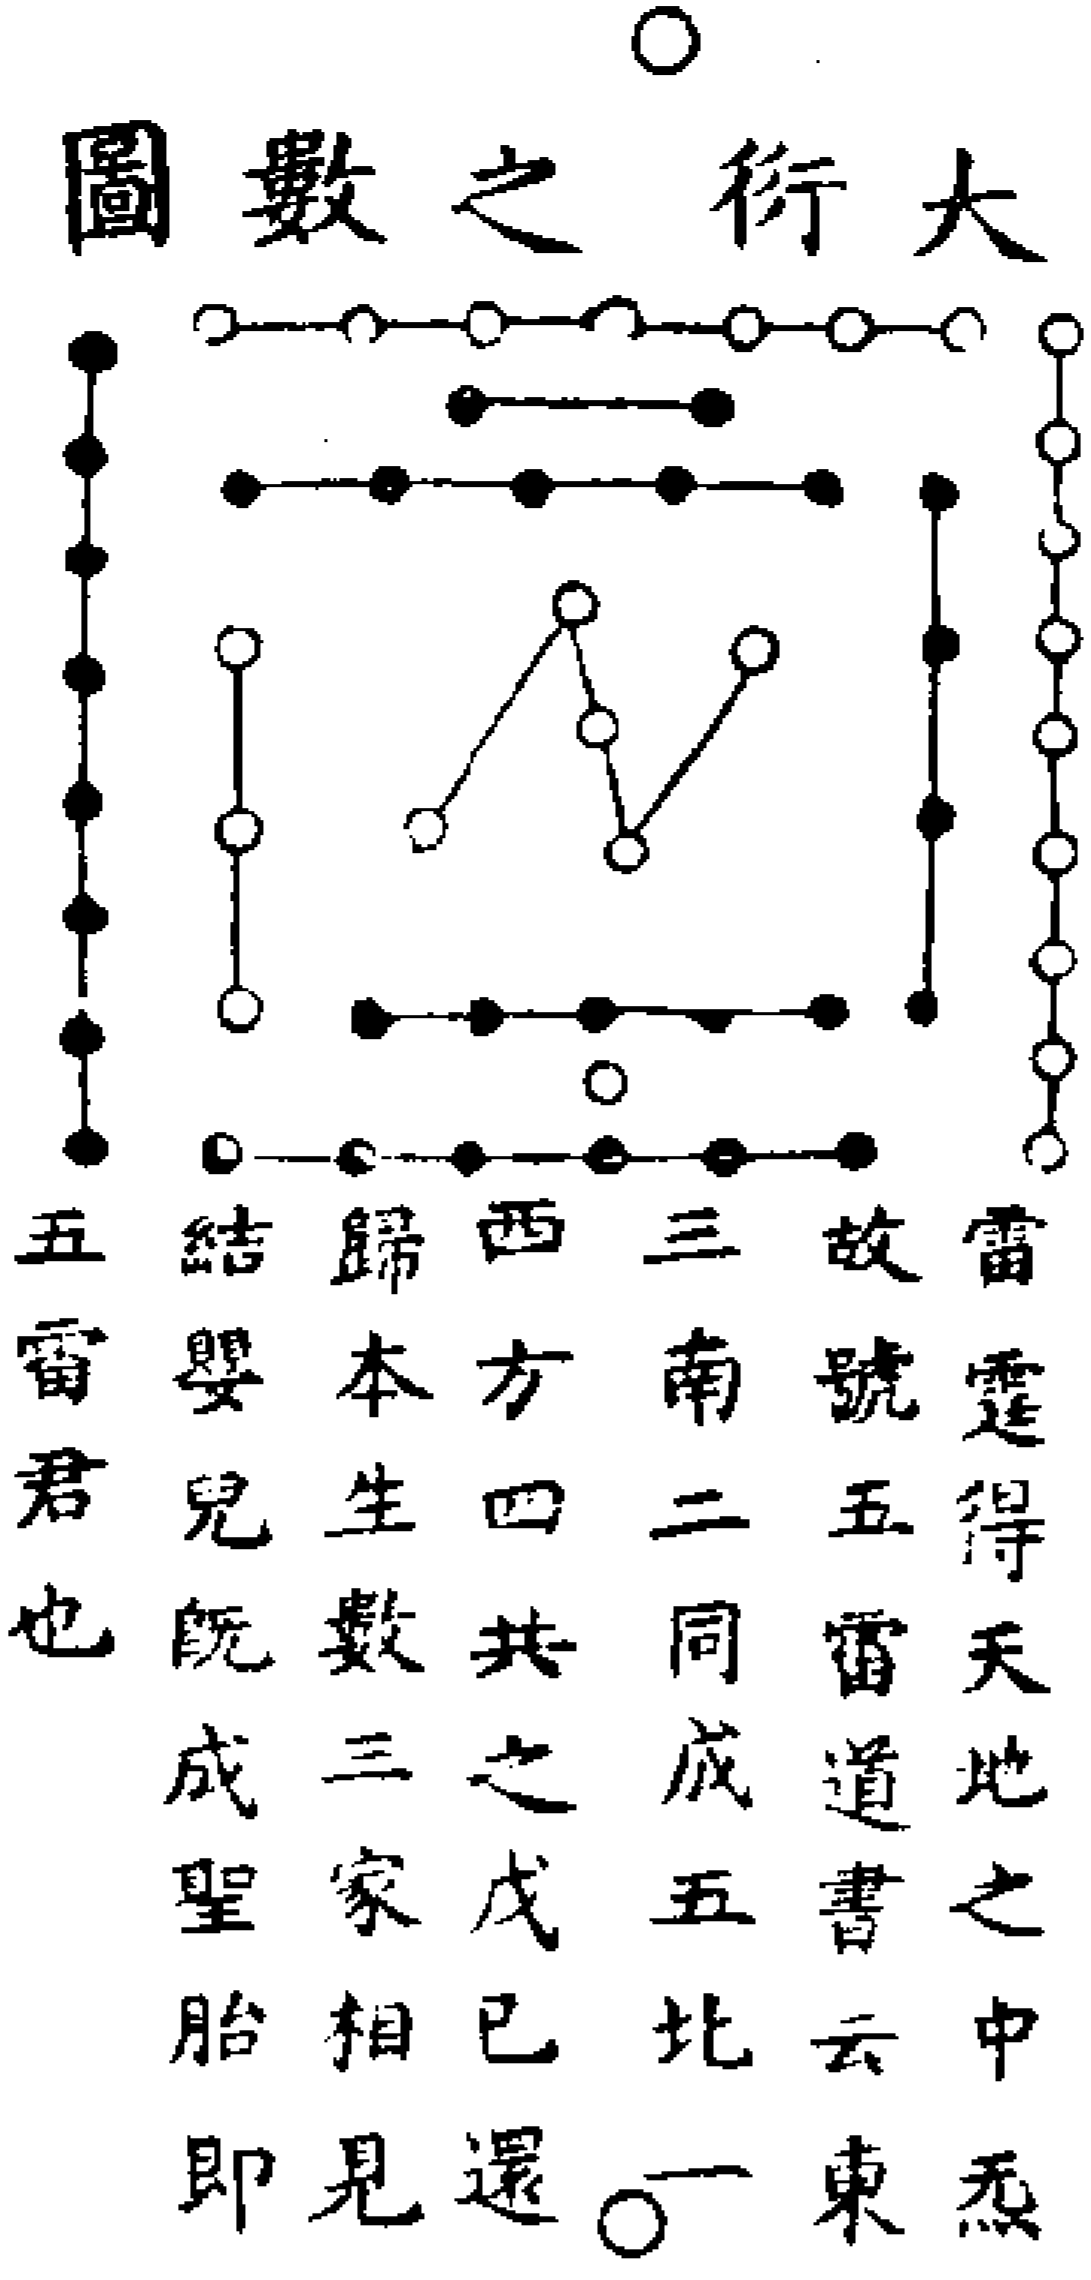 大衍之數圖
雷霆得天地之中炁
故號五雷道書云東
三南二同成五北一
西方四共之戊已還
歸本生數三家相見
結嬰兒既成聖胎即
五雷君也